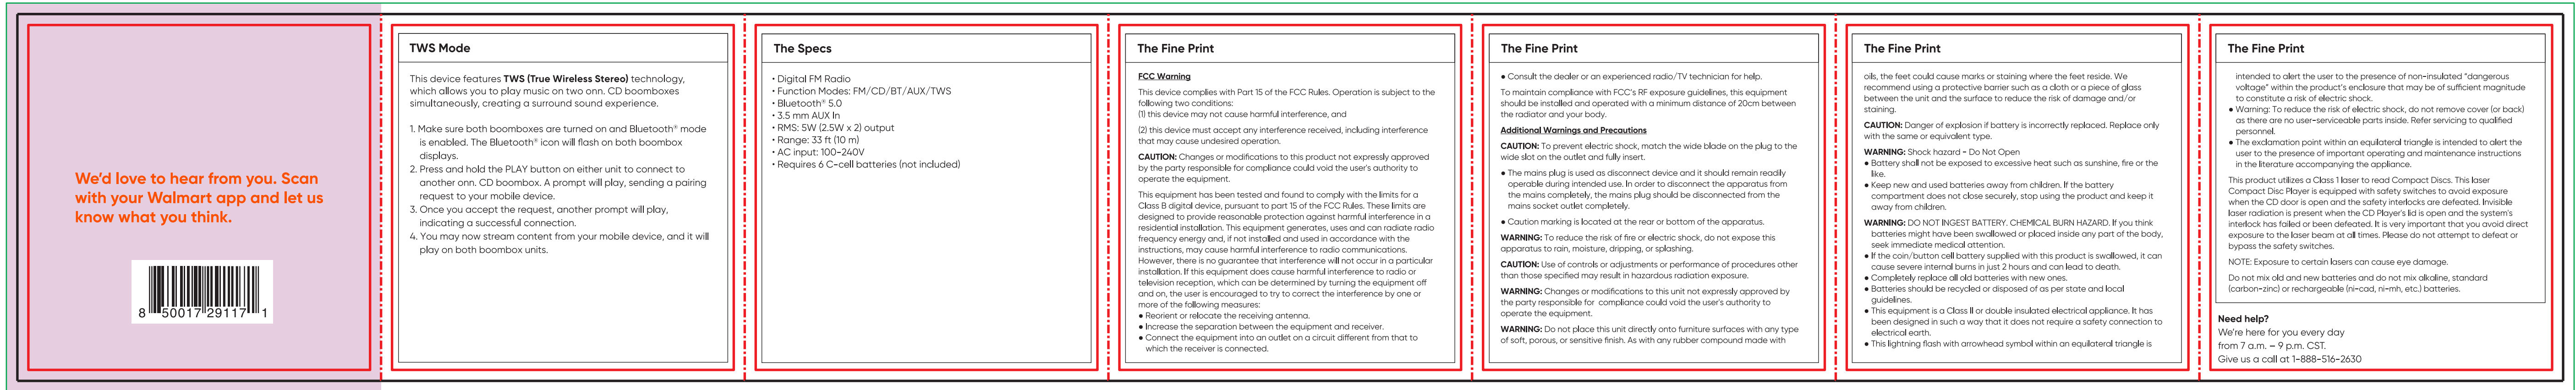 We'd love to hear from you. Scan
with your Walmart app and let us
know what you think.
8 50017 29117 1
TWS Mode
This device features TWS (True Wireless Stereo) technology,
which allows you to play music on two onn. CD boomboxes
simultaneously, creating a surround sound experience.
1. Make sure both boomboxes are turned on and Bluetooth® mode
is enabled. The Bluetooth® icon will flash on both boombox
displays.
2. Press and hold the PLAY button on either unit to connect to
another onn. CD boombox. A prompt will play, sending a pairing
request to your mobile device.
3. Once you accept the request, another prompt will play,
indicating a successful connection.
4. You may now stream content from your mobile device, and it will
play on both boombox units.
The Specs
• Digital FM Radio
• Function Modes: FM/CD/BT/AUX/TWS
• Bluetooth® 5.0
• 3.5 mm AUX In
• RMS: 5W (2.5W x 2) output
• Range: 33 ft (10 m)
• AC input: 100-240V
• Requires 6 C-cell batteries (not included)
The Fine Print
FCC Warning
This device complies with Part 15 of the FCC Rules. Operation is subject to the
following two conditions:
(1) this device may not cause harmful interference, and
(2) this device must accept any interference received, including interference
that may cause undesired operation.
CAUTION: Changes or modifications to this product not expressly approved
by the party responsible for compliance could void the user's authority to
operate the equipment.
This equipment has been tested and found to comply with the limits for a
Class B digital device, pursuant to part 15 of the FCC Rules. These limits are
designed to provide reasonable protection against harmful interference in a
residential installation. This equipment generates, uses and can radiate radio
frequency energy and, if not installed and used in accordance with the
instructions, may cause harmful interference to radio communications.
However, there is no guarantee that interference will not occur in a particular
installation. If this equipment does cause harmful interference to radio or
television reception, which can be determined by turning the equipment off
and on, the user is encouraged to try to correct the interference by one or
more of the following measures:
● Reorient or relocate the receiving antenna.
● Increase the separation between the equipment and receiver.
● Connect the equipment into an outlet on a circuit different from that to
which the receiver is connected.
The Fine Print
● Consult the dealer or an experienced radio/TV technician for help.
To maintain compliance with FCC's RF exposure guidelines, this equipment
should be installed and operated with a minimum distance of 20cm between
the radiator and your body.
Additional Warnings and Precautions
CAUTION: To prevent electric shock, match the wide blade on the plug to the
wide slot on the outlet and fully insert.
● The mains plug is used as disconnect device and it should remain readily
operable during intended use. In order to disconnect the apparatus from
the mains completely, the mains plug should be disconnected from the
mains socket outlet completely.
● Caution marking is located at the rear or bottom of the apparatus.
WARNING: To reduce the risk of fire or electric shock, do not expose this
apparatus to rain, moisture, dripping, or splashing.
CAUTION: Use of controls or adjustments or performance of procedures other
than those specified may result in hazardous radiation exposure.
WARNING: Changes or modifications to this unit not expressly approved by
the party responsible for compliance could void the user's authority to
operate the equipment.
WARNING: Do not place this unit directly onto furniture surfaces with any type
of soft, porous, or sensitive finish. As with any rubber compound made with
The Fine Print
oils, the feet could cause marks or staining where the feet reside. We
recommend using a protective barrier such as a cloth or a piece of glass
between the unit and the surface to reduce the risk of damage and/or
staining.
CAUTION: Danger of explosion if battery is incorrectly replaced. Replace only
with the same or equivalent type.
WARNING: Shock hazard - Do Not Open
● Battery shall not be exposed to excessive heat such as sunshine, fire or the
like.
● Keep new and used batteries away from children. If the battery
compartment does not close securely, stop using the product and keep it
away from children.
WARNING: DO NOT INGEST BATTERY. CHEMICAL BURN HAZARD. If you think
batteries might have been swallowed or placed inside any part of the body,
seek immediate medical attention.
● If the coin/button cell battery supplied with this product is swallowed, it can
cause severe internal burns in just 2 hours and can lead to death.
● Completely replace all old batteries with new ones.
● Batteries should be recycled or disposed of as per state and local
guidelines.
● This equipment is a Class II or double insulated electrical appliance. It has
been designed in such a way that it does not require a safety connection to
electrical earth.
● This lightning flash with arrowhead symbol within an equilateral triangle is
The Fine Print
intended to alert the user to the presence of non-insulated "dangerous
voltage" within the product's enclosure that may be of sufficient magnitude
to constitute a risk of electric shock.
● Warning: To reduce the risk of electric shock, do not remove cover (or back)
as there are no user-serviceable parts inside. Refer servicing to qualified
personnel.
● The exclamation point within an equilateral triangle is intended to alert the
user to the presence of important operating and maintenance instructions
in the literature accompanying the appliance.
This product utilizes a Class 1 laser to read Compact Discs. This laser
Compact Disc Player is equipped with safety switches to avoid exposure
when the CD door is open and the safety interlocks are defeated. Invisible
laser radiation is present when the CD Player's lid is open and the system's
interlock has failed or been defeated. It is very important that you avoid direct
exposure to the laser beam at all times. Please do not attempt to defeat or
bypass the safety switches.
NOTE: Exposure to certain lasers can cause eye damage.
Do not mix old and new batteries and do not mix alkaline, standard
(carbon-zinc) or rechargeable (ni-cad, ni-mh, etc.) batteries.
Need help?
We're here for you every day
from 7 a.m. – 9 p.m. CST.
Give us a call at 1-888-516-2630